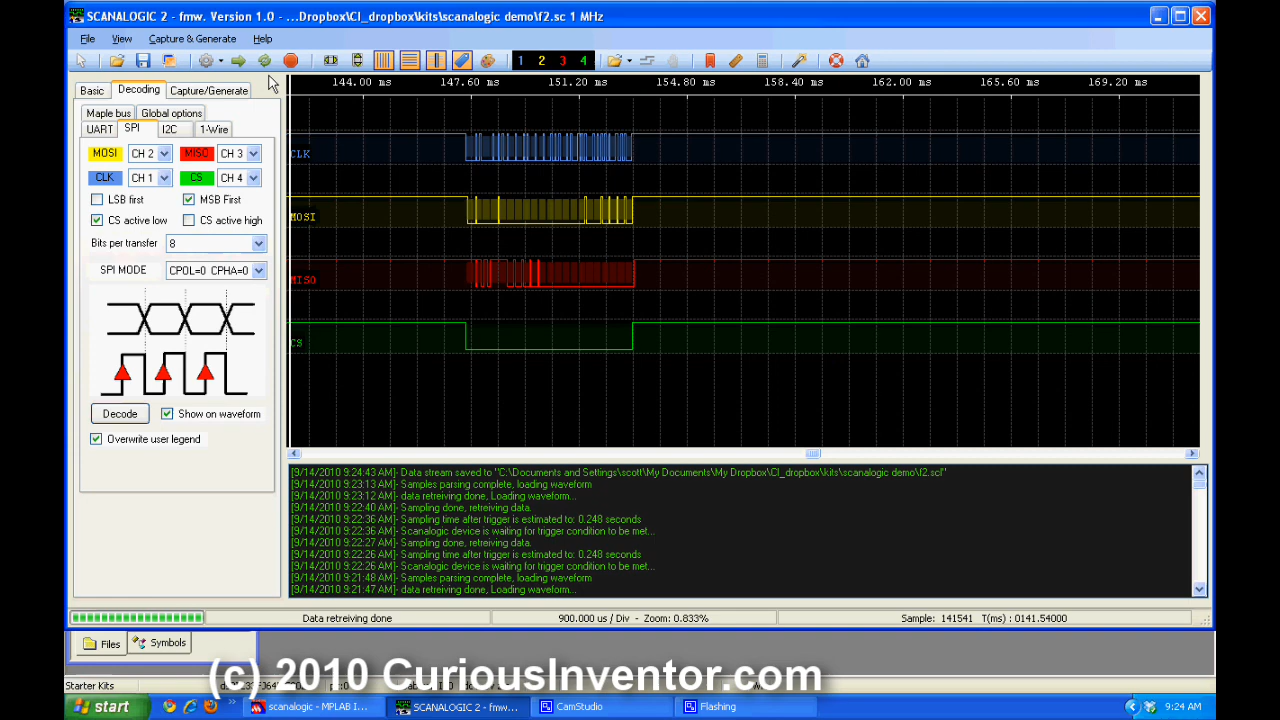 SCANALOGIC 2 - fmw. Version 1.0 - ...Dropbox\CI_dropbox\kits\scanalogic demo\f2.sc 1 MHz
File View Capture & Generate Help
1 2 3 4
Basic Decoding Capture/Generate
144.00 ms 147.60 ms 151.20 ms 154.80 ms 158.40 ms 162.00 ms 165.60 ms 169.20 ms
Maple bus Global options
UART SPI I2C 1-Wire
MOSI CH 2 MISO CH 3
CLK CH 1 CS CH 4
LSB first MSB First
CS active low CS active high
Bits per transfer 8
SPI MODE CPOL=0 CPHA=0
Decode Show on waveform
Overwrite user legend
CLK
MOSI
MISO
CS
[9/14/2010 9:24:43 AM]- Data stream saved to "C:\Documents and Settings\scott\My Documents\My Dropbox\CI_dropbox\kits\scanalogic demo\f2.scl"
[9/14/2010 9:23:13 AM]- Samples parsing complete, loading waveform
[9/14/2010 9:23:12 AM]- data retreiving done, Loading waveform...
[9/14/2010 9:22:40 AM]- Sampling done, retreiving data.
[9/14/2010 9:22:36 AM]- Sampling time after trigger is estimated to: 0.248 seconds
[9/14/2010 9:22:36 AM]- Scanalogic device is waiting for trigger condition to be met...
[9/14/2010 9:22:27 AM]- Sampling done, retreiving data.
[9/14/2010 9:22:26 AM]- Sampling time after trigger is estimated to: 0.248 seconds
[9/14/2010 9:22:26 AM]- Scanalogic device is waiting for trigger condition to be met...
[9/14/2010 9:21:48 AM]- Samples parsing complete, loading waveform
[9/14/2010 9:21:47 AM]- data retreiving done, Loading waveform...
Data retreiving done 900.000 us / Div - Zoom: 0.833% Sample: 141541 T(ms) : 0141.54000
Files Symbols
(c) 2010 CuriousInventor.com
Starter Kits
start scanalogic - MPLAB I... SCANALOGIC 2 - fmw... CamStudio Flashing 9:24 AM